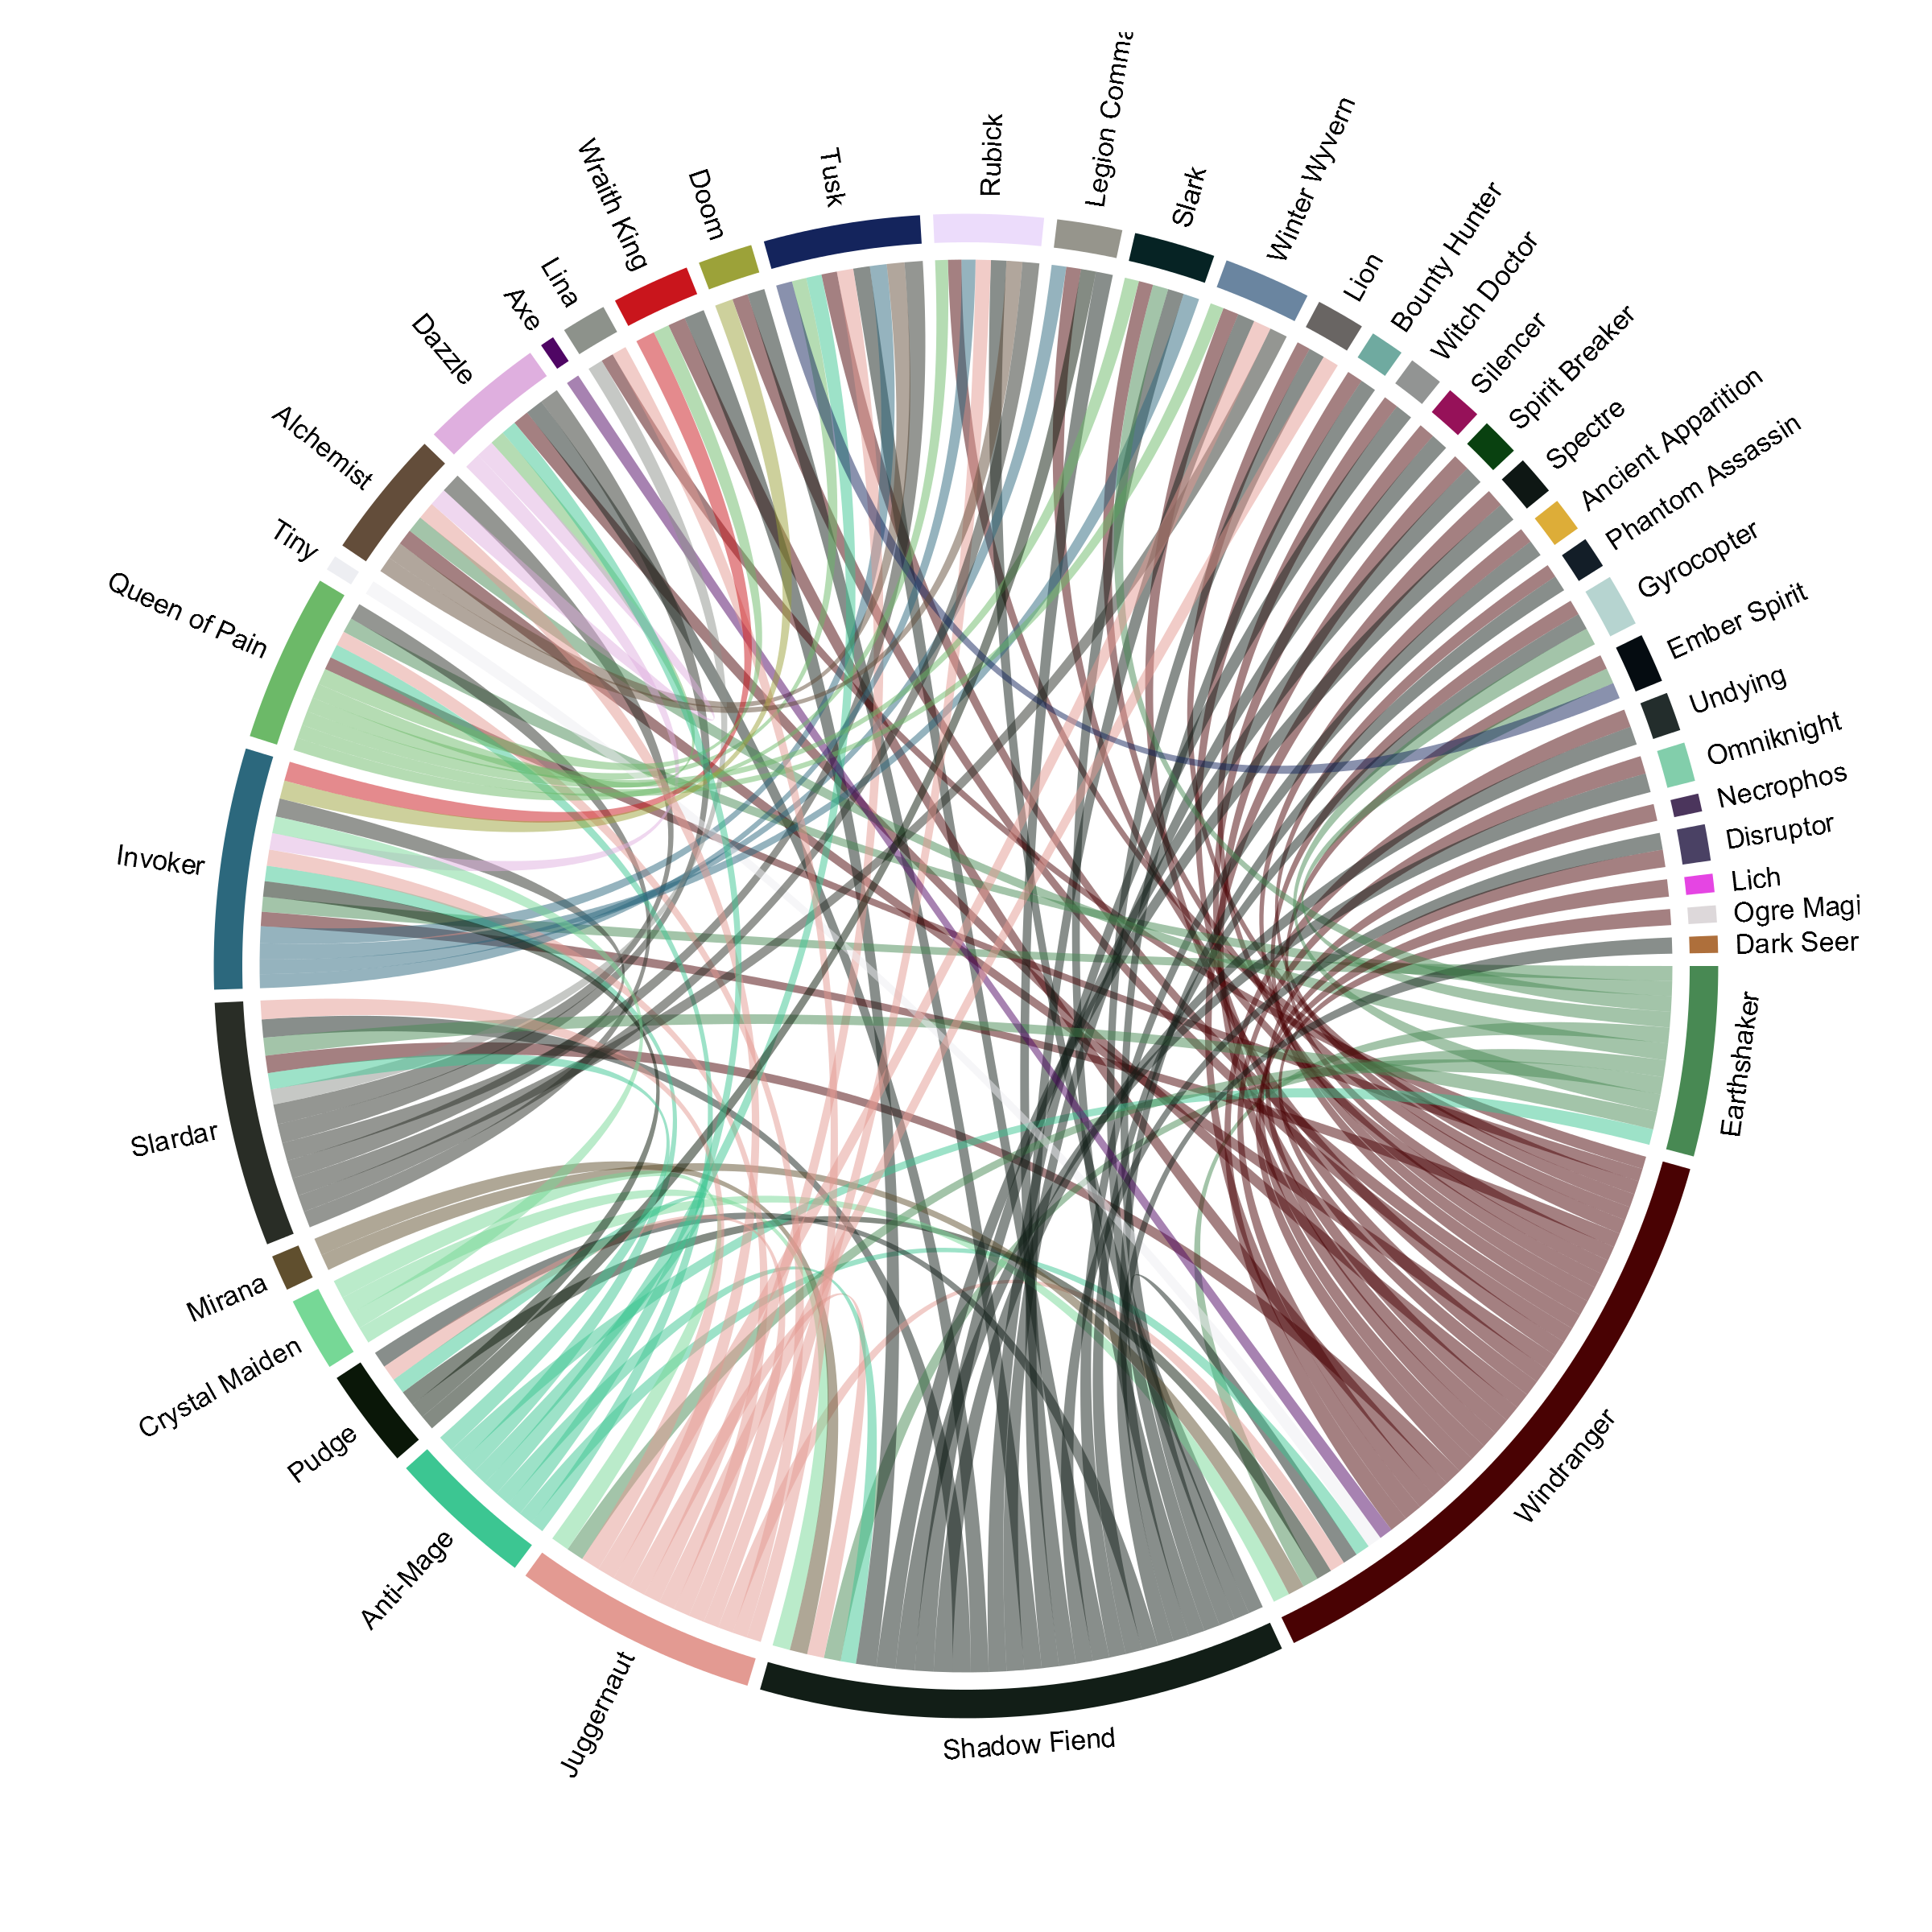 Rubick
Legion Comma
Slark
Winter Wyvern
Lion
Bounty Hunter
Witch Doctor
Silencer
Spirit Breaker
Spectre
Ancient Apparition
Phantom Assassin
Gyrocopter
Ember Spirit
Undying
Omniknight
Necrophos
Disruptor
Lich
Ogre Magi
Dark Seer
Earthshaker
Windranger
Shadow Fiend
Juggernaut
Anti-Mage
Pudge
Crystal Maiden
Mirana
Slardar
Invoker
Queen of Pain
Tiny
Alchemist
Dazzle
Axe
Lina
Wraith King
Doom
Tusk